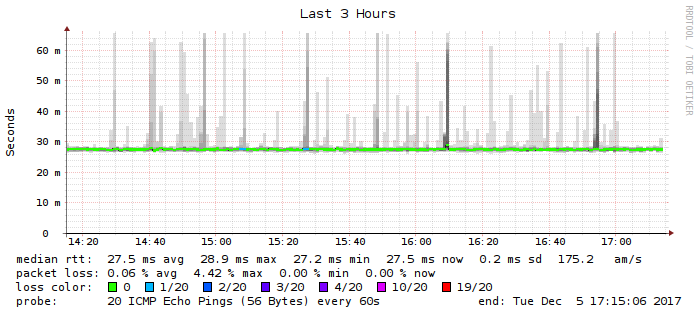 Last 3 Hours
RRDTOOL / TOBI OETIKER
Seconds
60 m
50 m
40 m
30 m
20 m
10 m
0
14:20 14:40 15:00 15:20 15:40 16:00 16:20 16:40 17:00
median rtt: 27.5 ms avg 28.9 ms max 27.2 ms min 27.5 ms now 0.2 ms sd 175.2 am/s
packet loss: 0.06 % avg 4.42 % max 0.00 % min 0.00 % now
loss color: 0 1/20 2/20 3/20 4/20 10/20 19/20
probe: 20 ICMP Echo Pings (56 Bytes) every 60s end: Tue Dec 5 17:15:06 2017